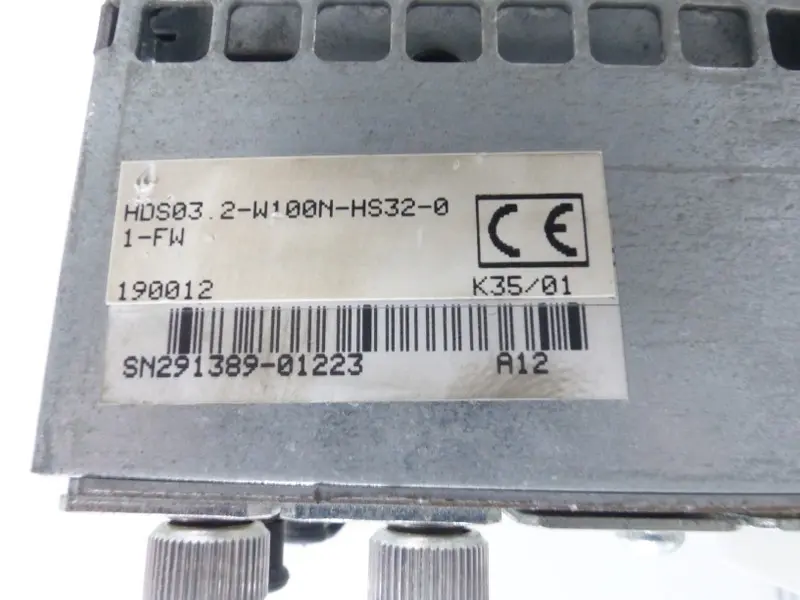 HDS03.2-W100N-HS32-0
1-FW
CE
190012
K35/01
SN291389-01223
A12